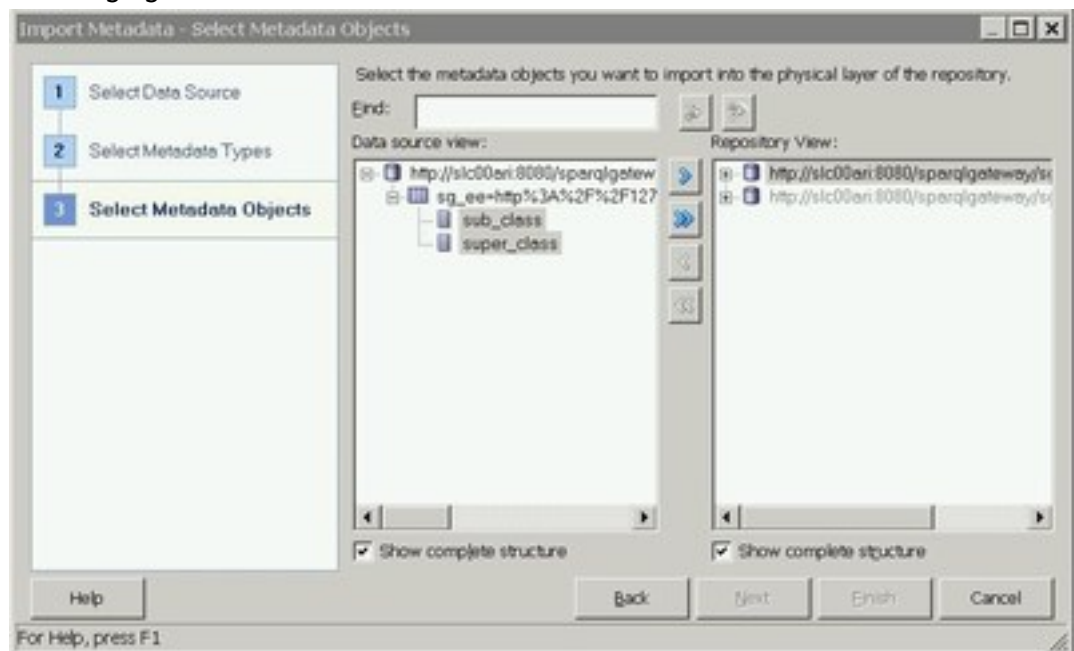 Import Metadata - Select Metadata Objects
1 Select Data Source
2 Select Metadata Types
3 Select Metadata Objects
Select the metadata objects you want to import into the physical layer of the repository.
Find:
Data source view:
Repository View:
http://slc00ari:8080/sparqlgatew
sg_ee=http%3A%2F%2F127
sub_class
super_class
http://slc00ari:8080/sparqlgateway/se
http://slc00ari:8080/sparqlgateway/se
Show complete structure
Show complete structure
Help
Back
Next
Finish
Cancel
For Help, press F1